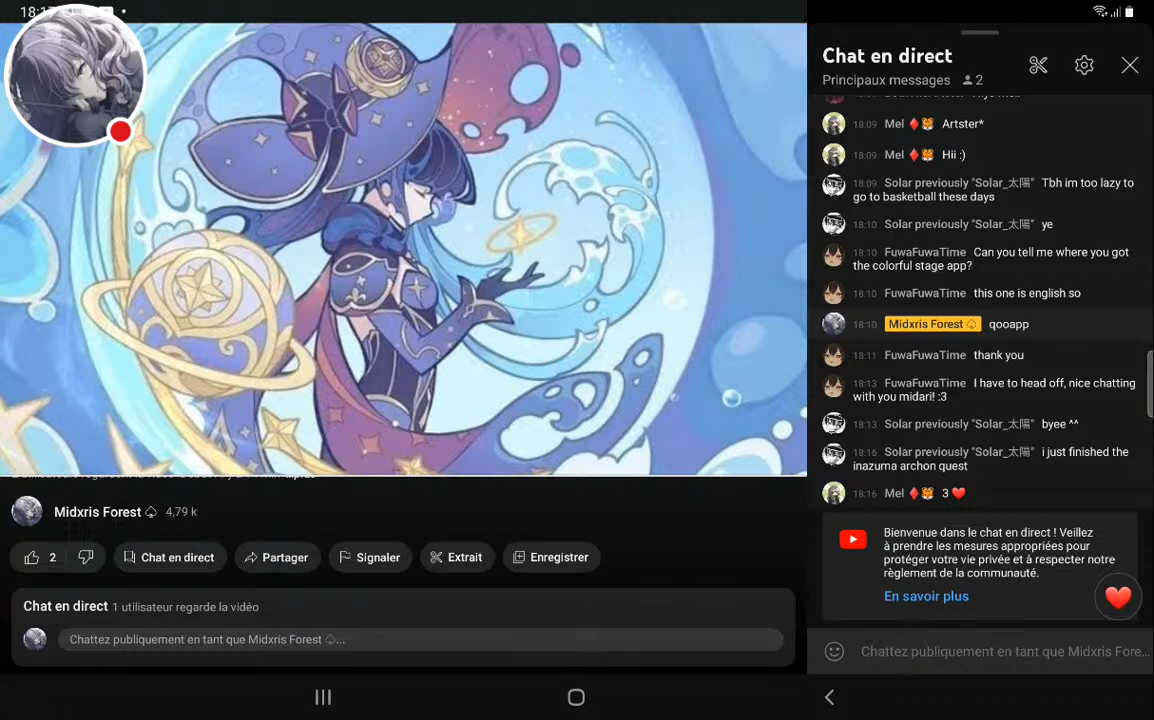 18:1
Chat en direct
Principaux messages 2
18:09 Mel ♦️🐯 Artster*
18:09 Mel ♦️🐯 Hii :)
18:09 Solar previously "Solar_太陽" Tbh im too lazy to
go to basketball these days
18:10 Solar previously "Solar_太陽" ye
18:10 FuwaFuwaTime Can you tell me where you got
the colorful stage app?
18:10 FuwaFuwaTime this one is english so
18:10 Midxris Forest ♤ qooapp
18:11 FuwaFuwaTime thank you
18:13 FuwaFuwaTime I have to head off, nice chatting
with you midari! :3
18:13 Solar previously "Solar_太陽" byee ^^
18:16 Solar previously "Solar_太陽" i just finished the
inazuma archon quest
18:16 Mel ♦️🐯 3 ❤️
Bienvenue dans le chat en direct ! Veillez
à prendre les mesures appropriées pour
protéger votre vie privée et à respecter notre
règlement de la communauté.
En savoir plus
Chattez publiquement en tant que Midxris Fore...
Midxris Forest ♤ 4,79 k
2 Chat en direct Partager Signaler Extrait Enregistrer
Chat en direct 1 utilisateur regarde la vidéo
Chattez publiquement en tant que Midxris Forest ♤...